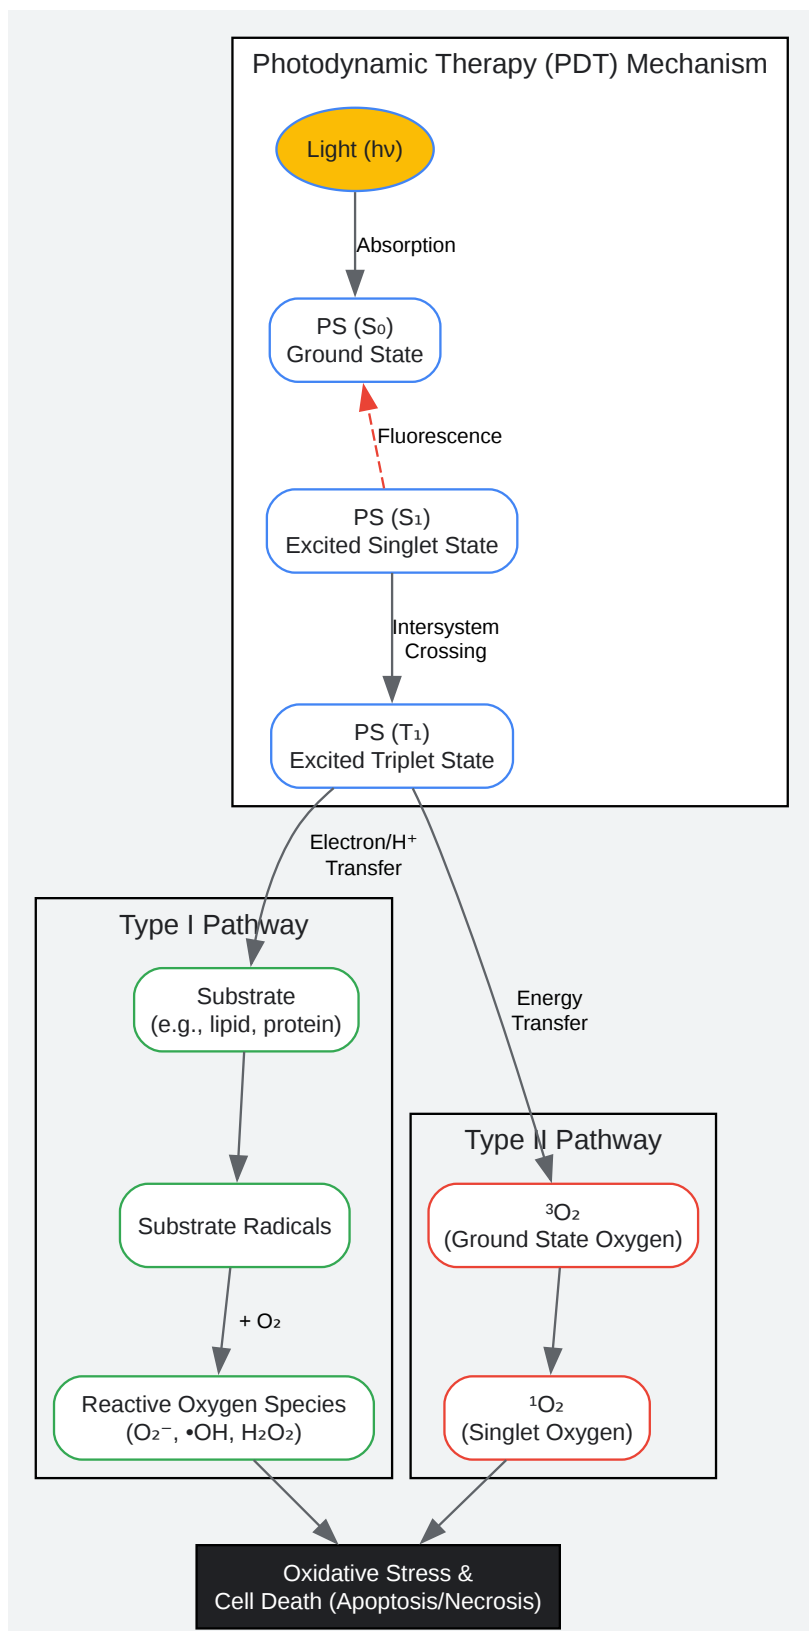 Photodynamic Therapy (PDT) Mechanism
Light (hν)
Absorption
PS (S₀)
Ground State
Fluorescence
PS (S₁)
Excited Singlet State
Intersystem
Crossing
PS (T₁)
Excited Triplet State
Electron/H⁺
Transfer
Type I Pathway
Substrate
(e.g., lipid, protein)
Energy
Transfer
Type II Pathway
Substrate Radicals
³O₂
(Ground State Oxygen)
+ O₂
Reactive Oxygen Species
(O₂⁻, •OH, H₂O₂)
¹O₂
(Singlet Oxygen)
Oxidative Stress &
Cell Death (Apoptosis/Necrosis)